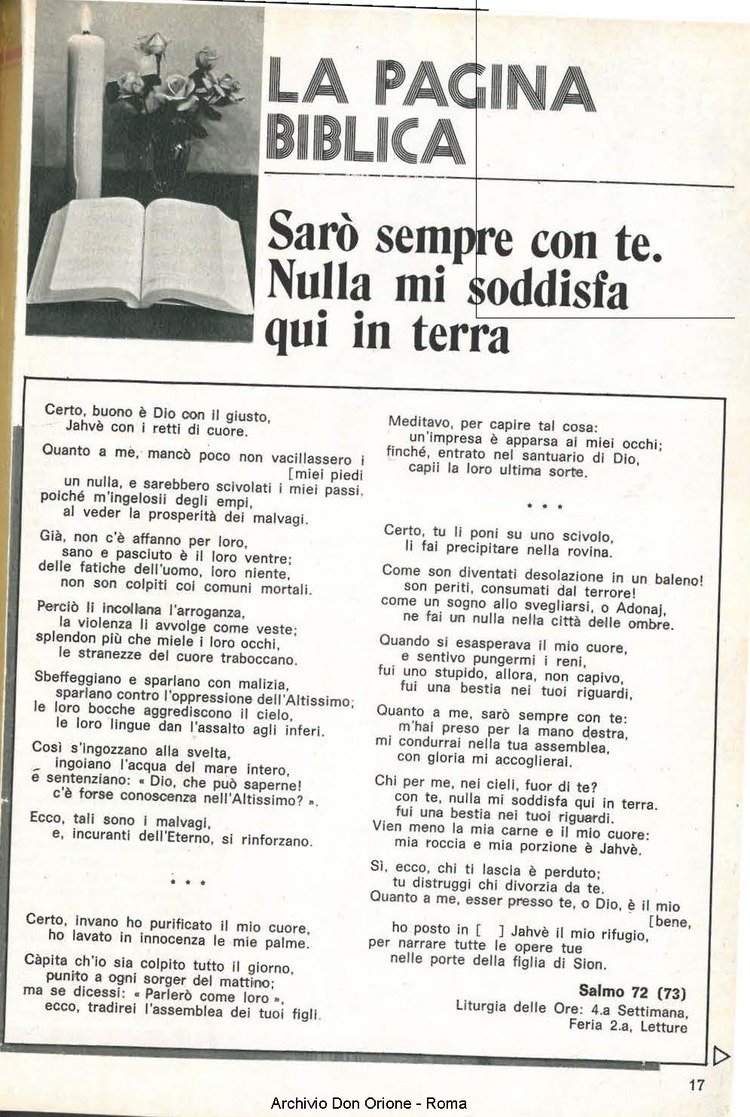 LA PAGINA
BIBLICA
Sarò sempre con te.
Nulla mi soddisfa
qui in terra
Certo, buono è Dio con il giusto,
Jahvè con i retti di cuore.
Quanto a me, mancò poco non vacillassero i
[miei piedi
un nulla, e sarebbero scivolati i miei passi.
poiché m'ingelosii degli empi,
al veder la prosperità dei malvagi.
Già, non c'è affanno per loro,
sano e pasciuto è il loro ventre;
delle fatiche dell'uomo, loro niente,
non son colpiti coi comuni mortali.
Perciò li incollana l'arroganza,
la violenza li avvolge come veste;
splendon più che miele i loro occhi,
le stranezze del cuore traboccano.
Sbeffeggiano e sparlano con malizia,
sparlano contro l'oppressione dell'Altissimo;
le loro bocche aggrediscono il cielo,
le loro lingue dan l'assalto agli inferi.
Così s'ingozzano alla svelta,
ingoiano l'acqua del mare intero,
e sentenziano: « Dio, che può saperne!
c'è forse conoscenza nell'Altissimo? ».
Ecco, tali sono i malvagi,
e, incuranti dell'Eterno, si rinforzano.
* * *
Certo, invano ho purificato il mio cuore,
ho lavato in innocenza le mie palme.
Càpita ch'io sia colpito tutto il giorno,
punito a ogni sorger del mattino;
ma se dicessi: « Parlerò come loro »,
ecco, tradirei l'assemblea dei tuoi figli.
Meditavo, per capire tal cosa:
un'impresa è apparsa ai miei occhi;
finché, entrato nel santuario di Dio,
capii la loro ultima sorte.
* * *
Certo, tu li poni su uno scivolo,
li fai precipitare nella rovina.
Come son diventati desolazione in un baleno!
son periti, consumati dal terrore!
come un sogno allo svegliarsi, o Adonaj,
ne fai un nulla nella città delle ombre.
Quando si esasperava il mio cuore,
e sentivo pungermi i reni,
fui uno stupido, allora, non capivo,
fui una bestia nei tuoi riguardi,
Quanto a me, sarò sempre con te:
m'hai preso per la mano destra,
mi condurrai nella tua assemblea,
con gloria mi accoglierai.
Chi per me, nei cieli, fuor di te?
con te, nulla mi soddisfa qui in terra.
fui una bestia nei tuoi riguardi.
Vien meno la mia carne e il mio cuore:
mia roccia e mia porzione è Jahvè.
Sì, ecco, chi ti lascia è perduto;
tu distruggi chi divorzia da te.
Quanto a me, esser presso te, o Dio, è il mio
[bene,
ho posto in [ ] Jahvè il mio rifugio,
per narrare tutte le opere tue
nelle porte della figlia di Sion.
Salmo 72 (73)
Liturgia delle Ore: 4.a Settimana,
Feria 2.a, Letture
17
Archivio Don Orione - Roma